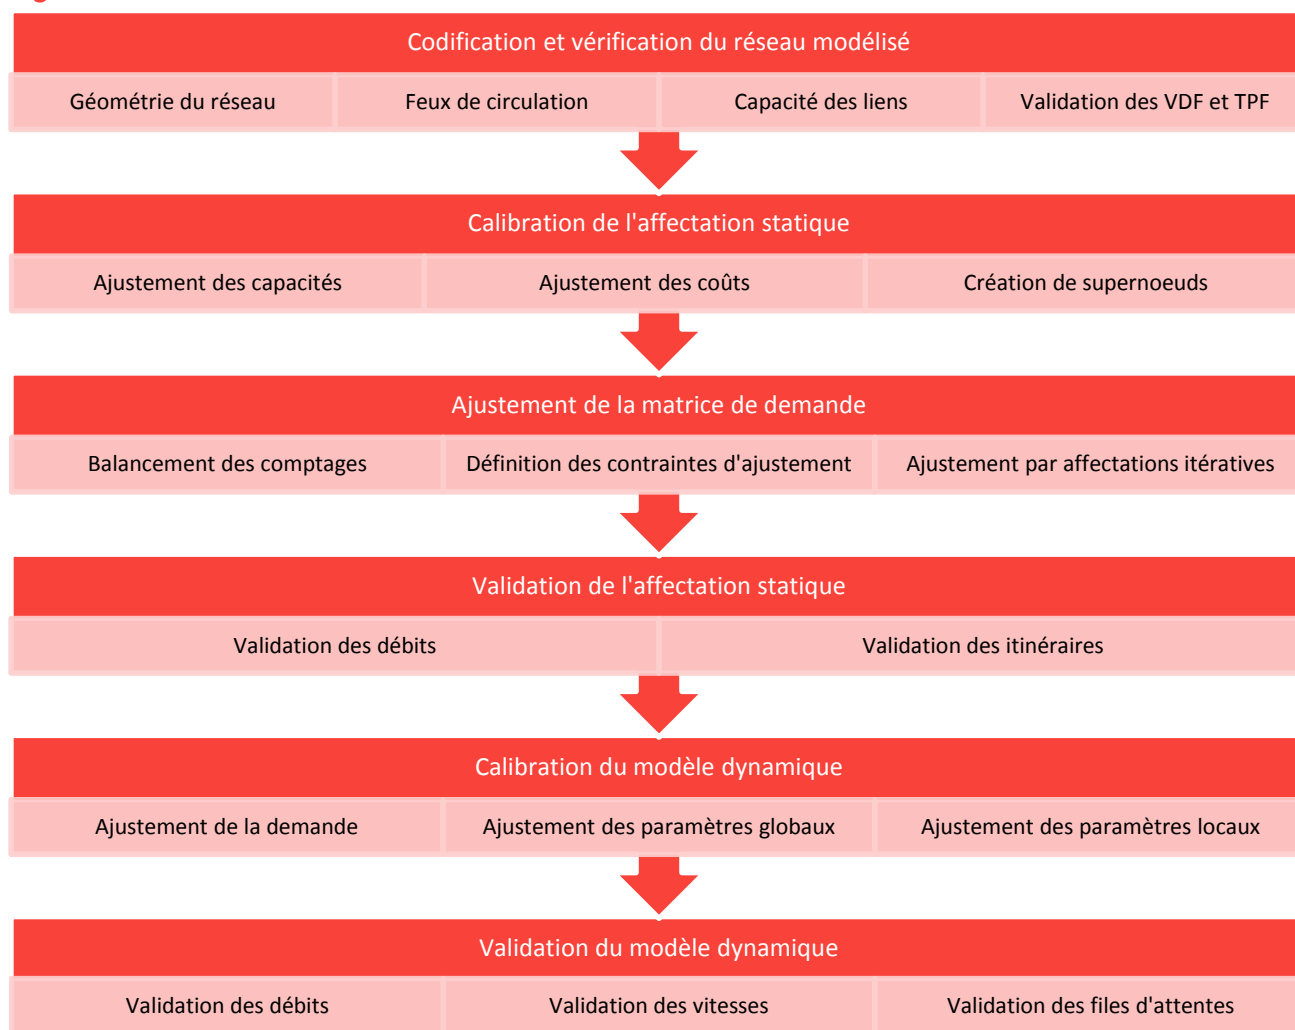 Codification et vérification du réseau modélisé
Géométrie du réseau
Feux de circulation
Capacité des liens
Validation des VDF et TPF
Calibration de l'affectation statique
Ajustement des capacités
Ajustement des coûts
Création de supernoeuds
Ajustement de la matrice de demande
Balancement des comptages
Définition des contraintes d'ajustement
Ajustement par affectations itératives
Validation de l'affectation statique
Validation des débits
Validation des itinéraires
Calibration du modèle dynamique
Ajustement de la demande
Ajustement des paramètres globaux
Ajustement des paramètres locaux
Validation du modèle dynamique
Validation des débits
Validation des vitesses
Validation des files d'attentes